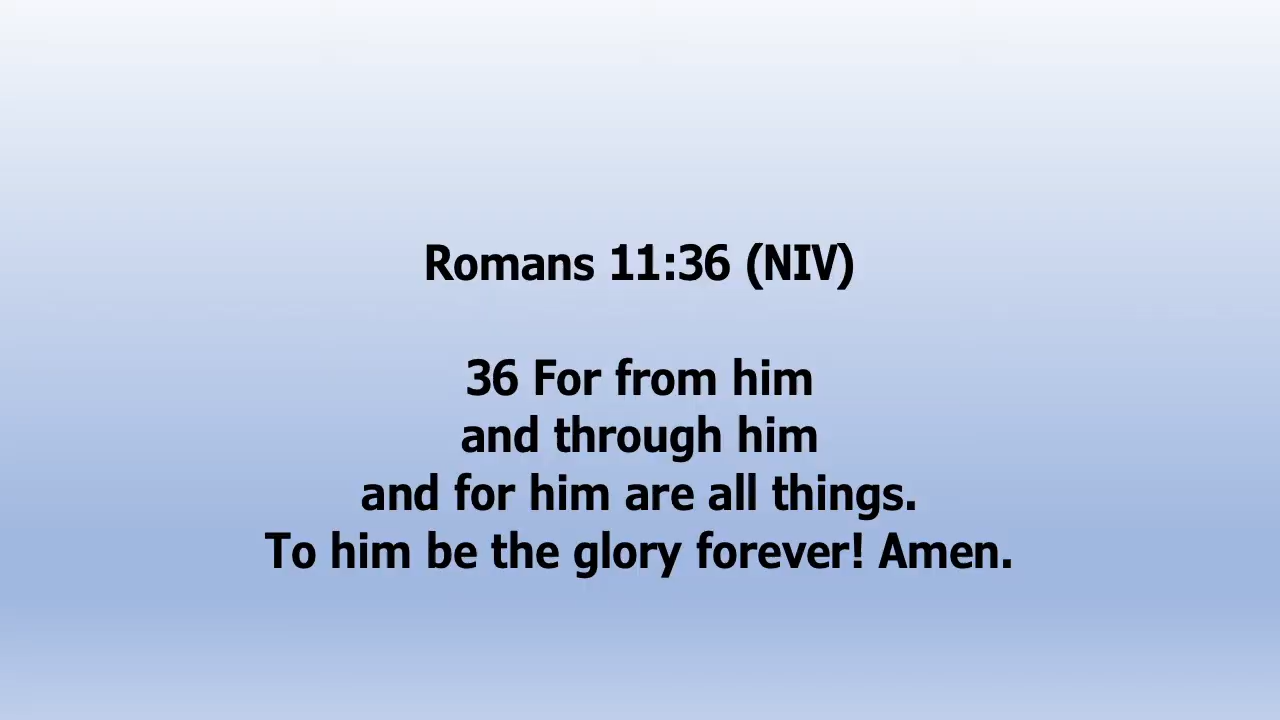 Romans 11:36 (NIV)
36 For from him
and through him
and for him are all things.
To him be the glory forever! Amen.